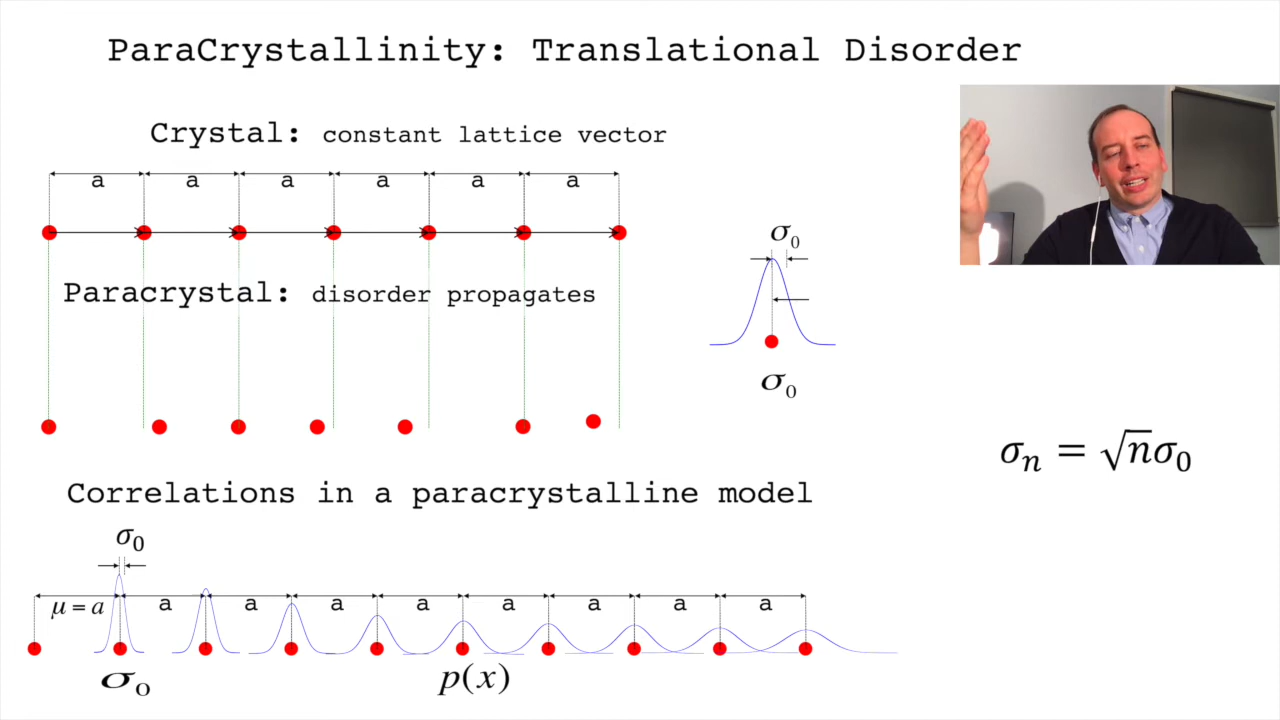 ParaCrystallinity: Translational Disorder
Crystal: constant lattice vector
a a a a a a
σ₀
Paracrystal: disorder propagates
σ₀
σₙ = √n σ₀
Correlations in a paracrystalline model
σ₀
μ = a a a a a a a a a
σ₀ p(x)